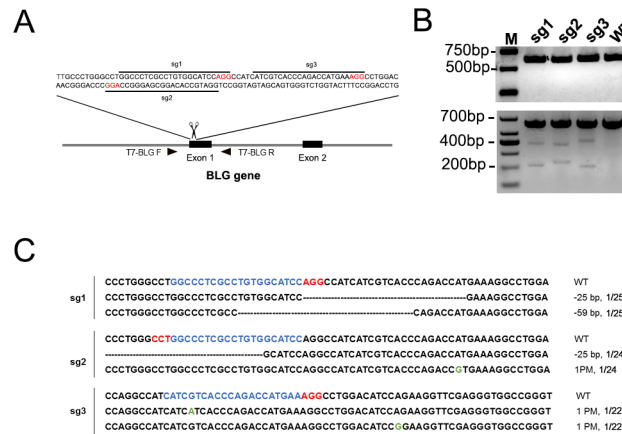 A
sg1
sg3
TTGCCCTGGGCCTGGCCCTCGCCTGTGGCATCCAGGCCATCATCGTCACCCAGACCATGAAAGGCCTGGAC
AACGGGACCCGGACCGGGAGCGGACACCGTAGGTCCGGTAGTAGCAGTGGGTCTGGTACTTTCCGGACCTG
sg2
T7-BLG F
Exon 1
T7-BLG R
Exon 2
BLG gene
B
M sg1 sg2 sg3 WT
750bp
500bp
700bp
400bp
200bp
C
CCCTGGGCCTGGCCCTCGCCTGTGGCATCCAGGCCATCATCGTCACCCAGACCATGAAAGGCCTGGA WT
sg1
CCCTGGGCCTGGCCCTCGCCTGTGGCATCC-------------------------GAAAGGCCTGGA -25 bp, 1/25
CCCTGGGCCTGGCCCTCGCC---------------------------CAGACCATGAAAGGCCTGGA -59 bp, 1/25
CCCTGGGCCTGGCCCTCGCCTGTGGCATCCAGGCCATCATCGTCACCCAGACCATGAAAGGCCTGGA WT
sg2
-------------------------GCATCCAGGCCATCATCGTCACCCAGACCATGAAAGGCCTGGA -25 bp, 1/24
CCCTGGGCCTGGCCCTCGCCTGTGGCATCCAGGCCATCATCGTCACCCAGACCGTGAAAGGCCTGGA 1PM, 1/24
CCAGGCCATCATCGTCACCCAGACCATGAAAGGCCTGGACATCCAGAAGGTTCGAGGGTGGCCGGGT WT
sg3
CCAGGCCATCATCATCACCCAGACCATGAAAGGCCTGGACATCCAGAAGGTTCGAGGGTGGCCGGGT 1 PM, 1/22
CCAGGCCATCATCGTCACCCAGACCATGAAAGGCCTGGACATCCGGAAGGTTCGAGGGTGGCCGGGT 1 PM, 1/22